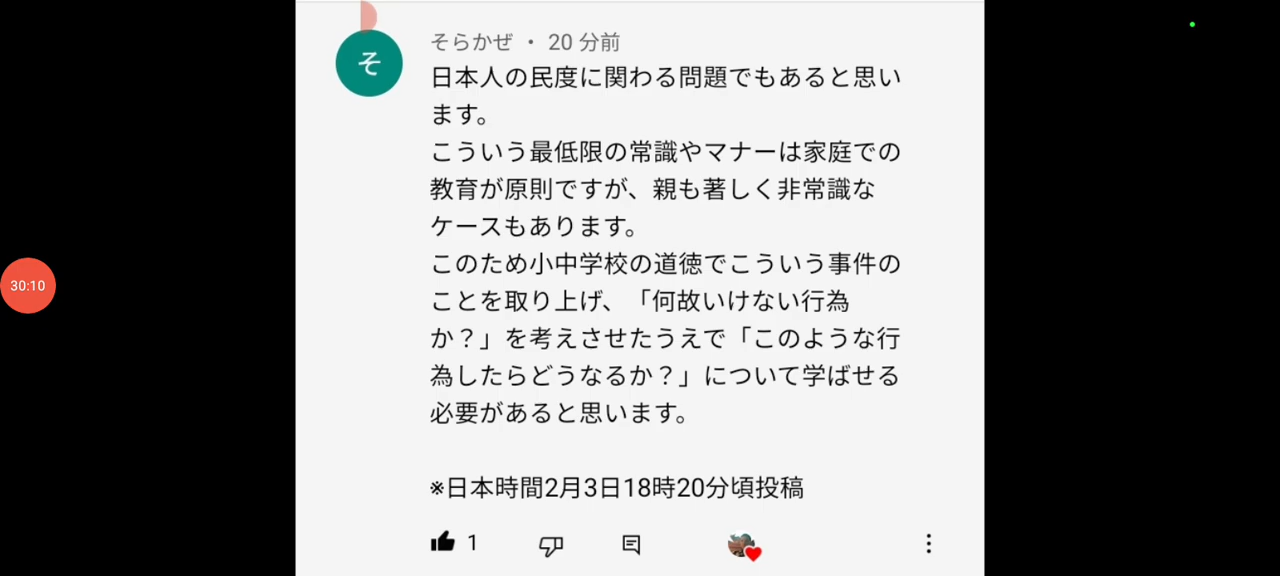 そらかぜ ・ 20 分前
そ
日本人の民度に関わる問題でもあると思い
ます。
こういう最低限の常識やマナーは家庭での
教育が原則ですが、親も著しく非常識な
ケースもあります。
30:10
このため小中学校の道徳でこういう事件の
ことを取り上げ、「何故いけない行為
か？」を考えさせたうえで「このような行
為したらどうなるか？」について学ばせる
必要があると思います。
※日本時間2月3日18時20分頃投稿
1